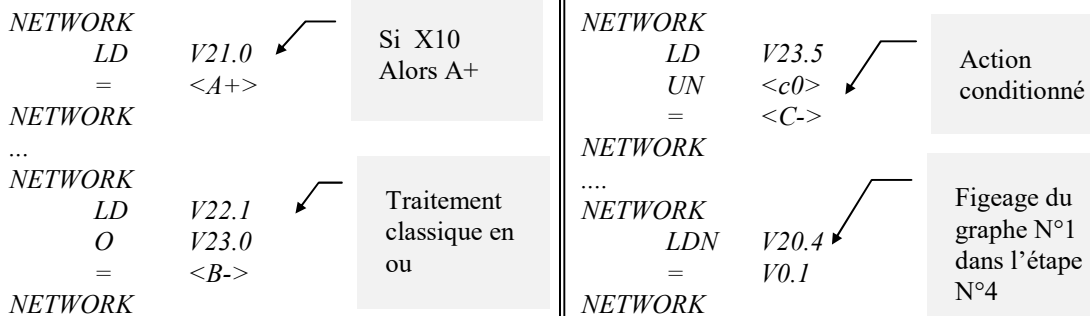 NETWORK
LD V21.0
= <A+>
NETWORK
...
NETWORK
LD V22.1
O V23.0
= <B->
NETWORK
Si X10
Alors A+
Traitement
classique en
ou
NETWORK
LD V23.5
UN <c0>
= <C->
NETWORK
....
NETWORK
LDN V20.4
= V0.1
NETWORK
Action
conditionné
Figeage du
graphe N°1
dans l'étape
N°4